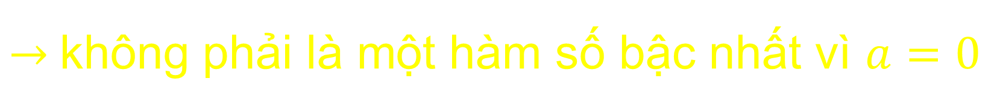 → không phải là một hàm số bậc nhất vì a = 0